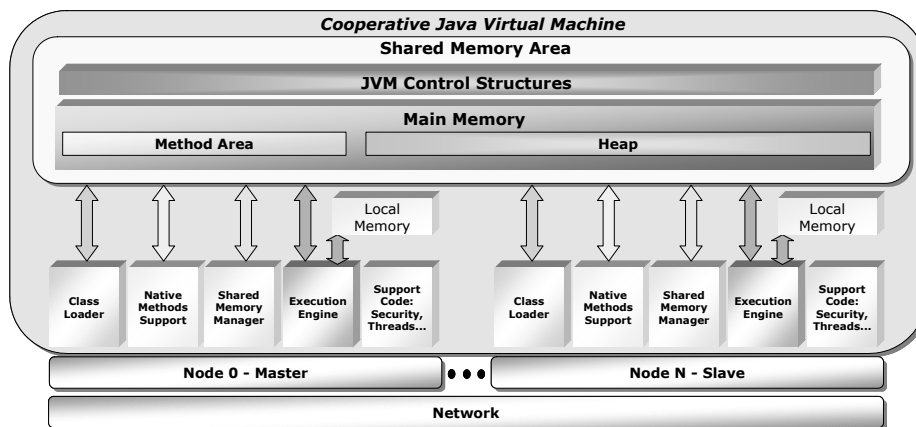 Cooperative Java Virtual Machine
Shared Memory Area
JVM Control Structures
Main Memory
Method Area
Heap
Local
Memory
Local
Memory
Class
Loader
Native
Methods
Support
Shared
Memory
Manager
Execution
Engine
Support
Code:
Security,
Threads...
Class
Loader
Native
Methods
Support
Shared
Memory
Manager
Execution
Engine
Support
Code:
Security,
Threads...
Node 0 - Master
Node N - Slave
Network